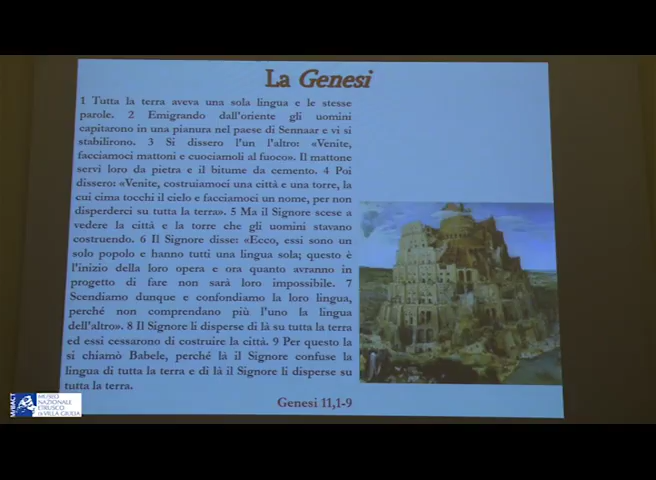 La Genesi
1 Tutta la terra aveva una sola lingua e le stesse
parole. 2 Emigrando dall'oriente gli uomini
capitarono in una pianura nel paese di Sennaar e vi si
stabilirono. 3 Si dissero l'un l'altro: «Venite,
facciamoci mattoni e cuociamoli al fuoco». Il mattone
servì loro da pietra e il bitume da cemento. 4 Poi
dissero: «Venite, costruiamoci una città e una torre, la
cui cima tocchi il cielo e facciamoci un nome, per non
disperderci su tutta la terra». 5 Ma il Signore scese a
vedere la città e la torre che gli uomini stavano
costruendo. 6 Il Signore disse: «Ecco, essi sono un
solo popolo e hanno tutti una lingua sola; questo è
l'inizio della loro opera e ora quanto avranno in
progetto di fare non sarà loro impossibile. 7
Scendiamo dunque e confondiamo la loro lingua,
perché non comprendano più l'uno la lingua
dell'altro». 8 Il Signore li disperse di là su tutta la terra
ed essi cessarono di costruire la città. 9 Per questo la
si chiamò Babele, perché là il Signore confuse la
lingua di tutta la terra e di là il Signore li disperse su
tutta la terra.
Genesi 11,1-9
MiBACT
MUSEO
NAZIONALE
ETRUSCO
DI VILLA GIULIA